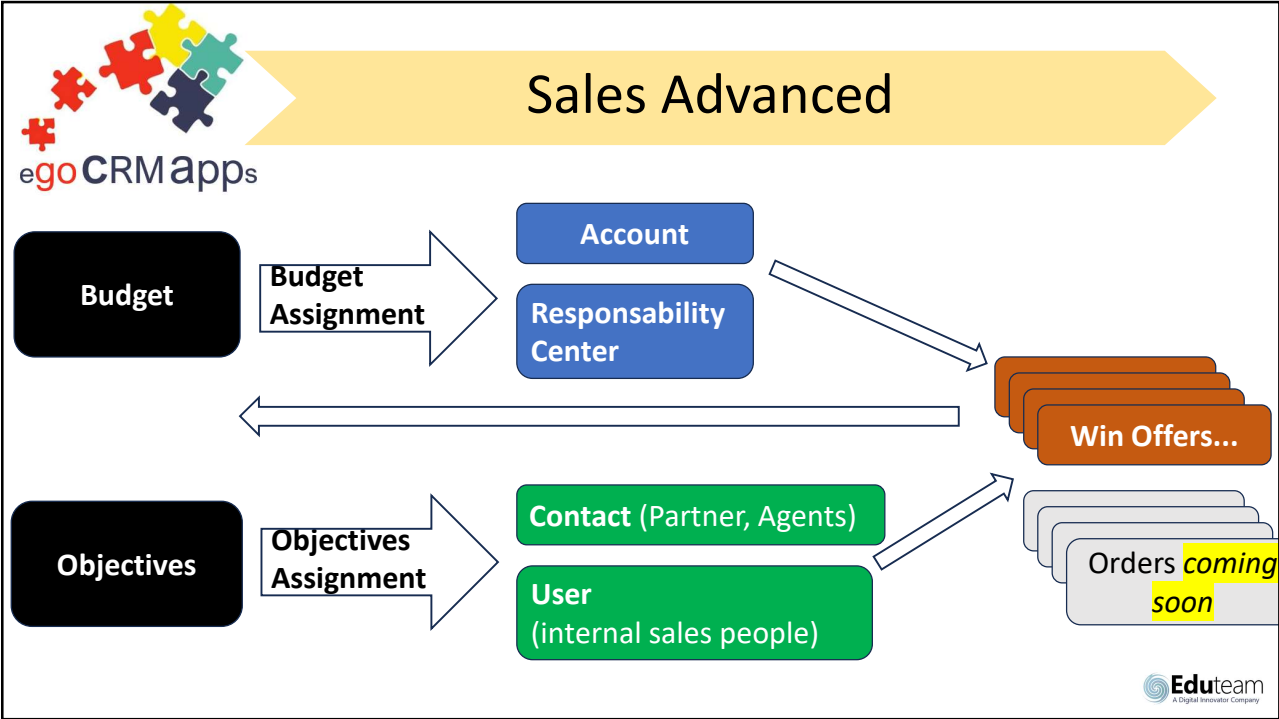 Sales Advanced
egoCRMapps
Budget
Budget
Assignment
Account
Responsability
Center
Win Offers...
Objectives
Objectives
Assignment
Contact (Partner, Agents)
User
(internal sales people)
Orders coming
soon
Eduteam
A Digital Innovator Company